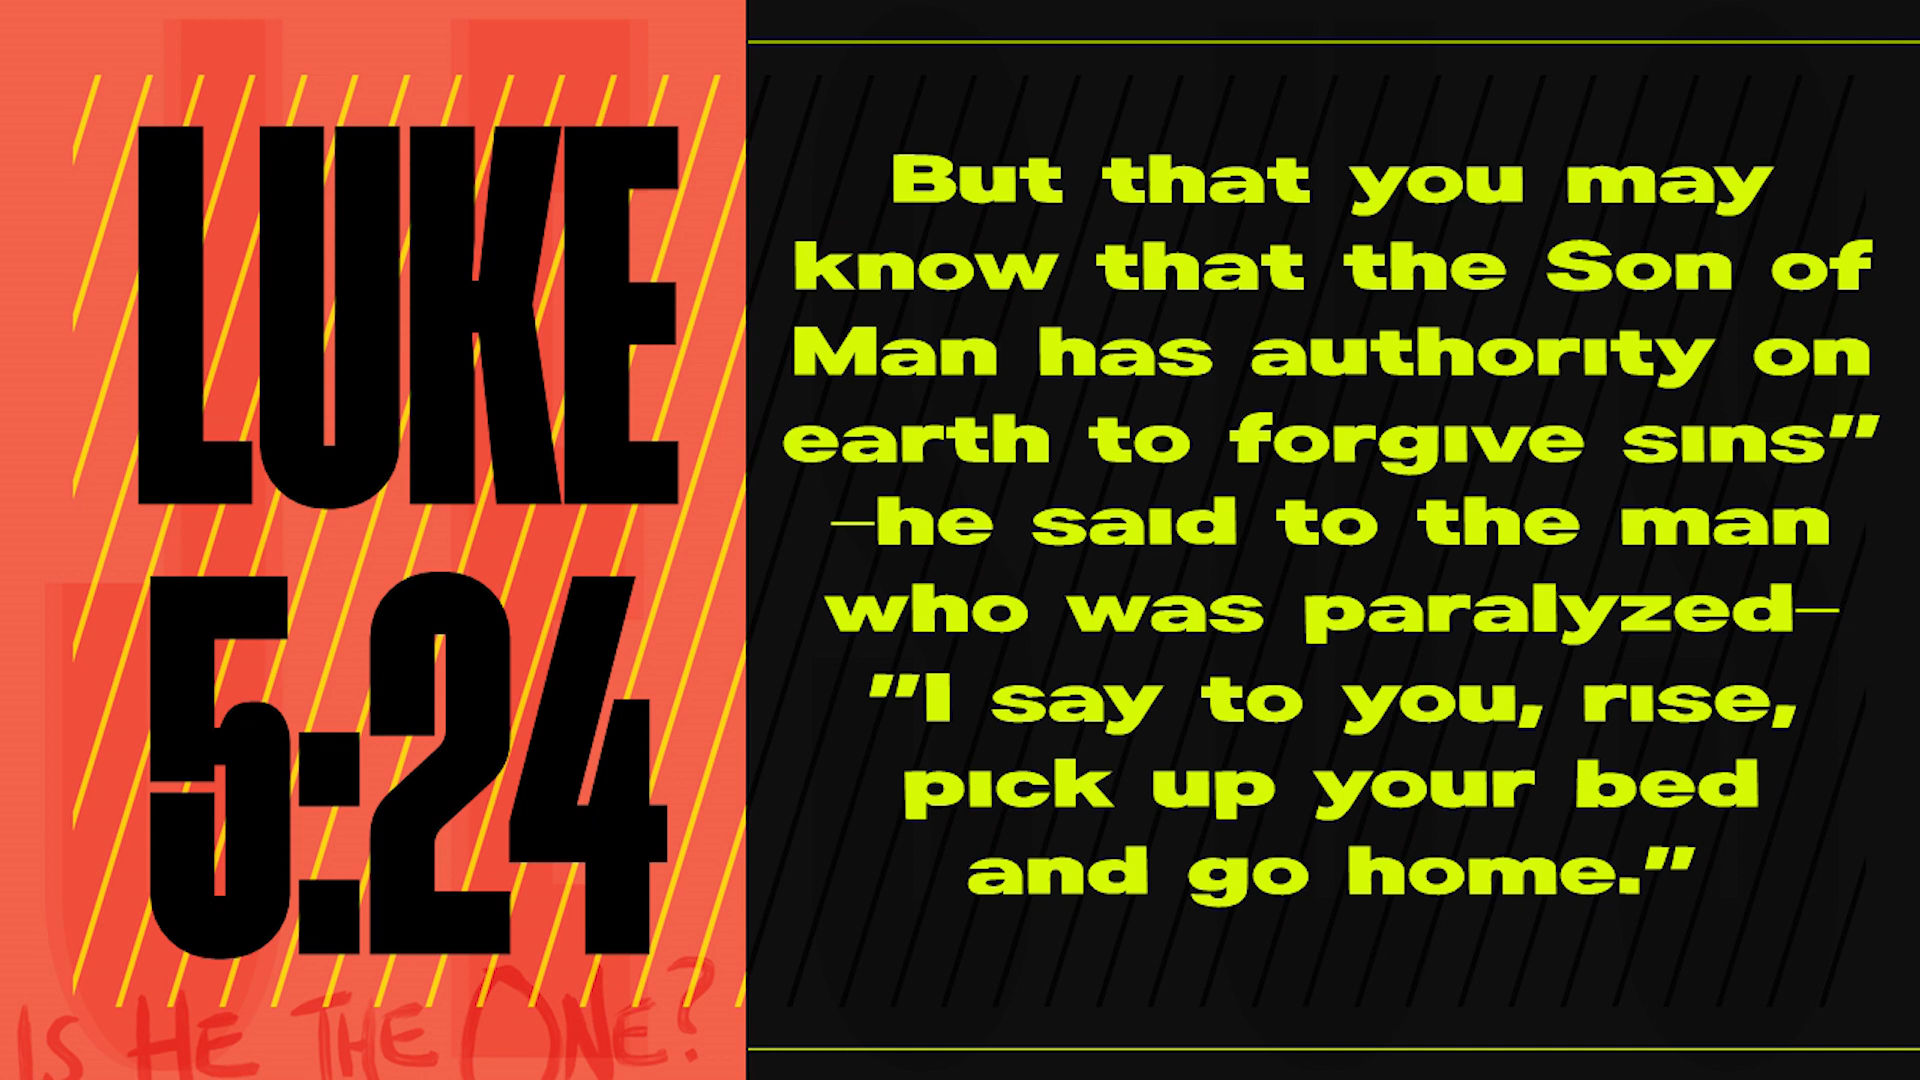 LUKE
5:24
IS HE THE ONE?
But that you may
know that the Son of
Man has authority on
earth to forgive sins”
—he said to the man
who was paralyzed—
"I say to you, rise,
pick up your bed
and go home.”